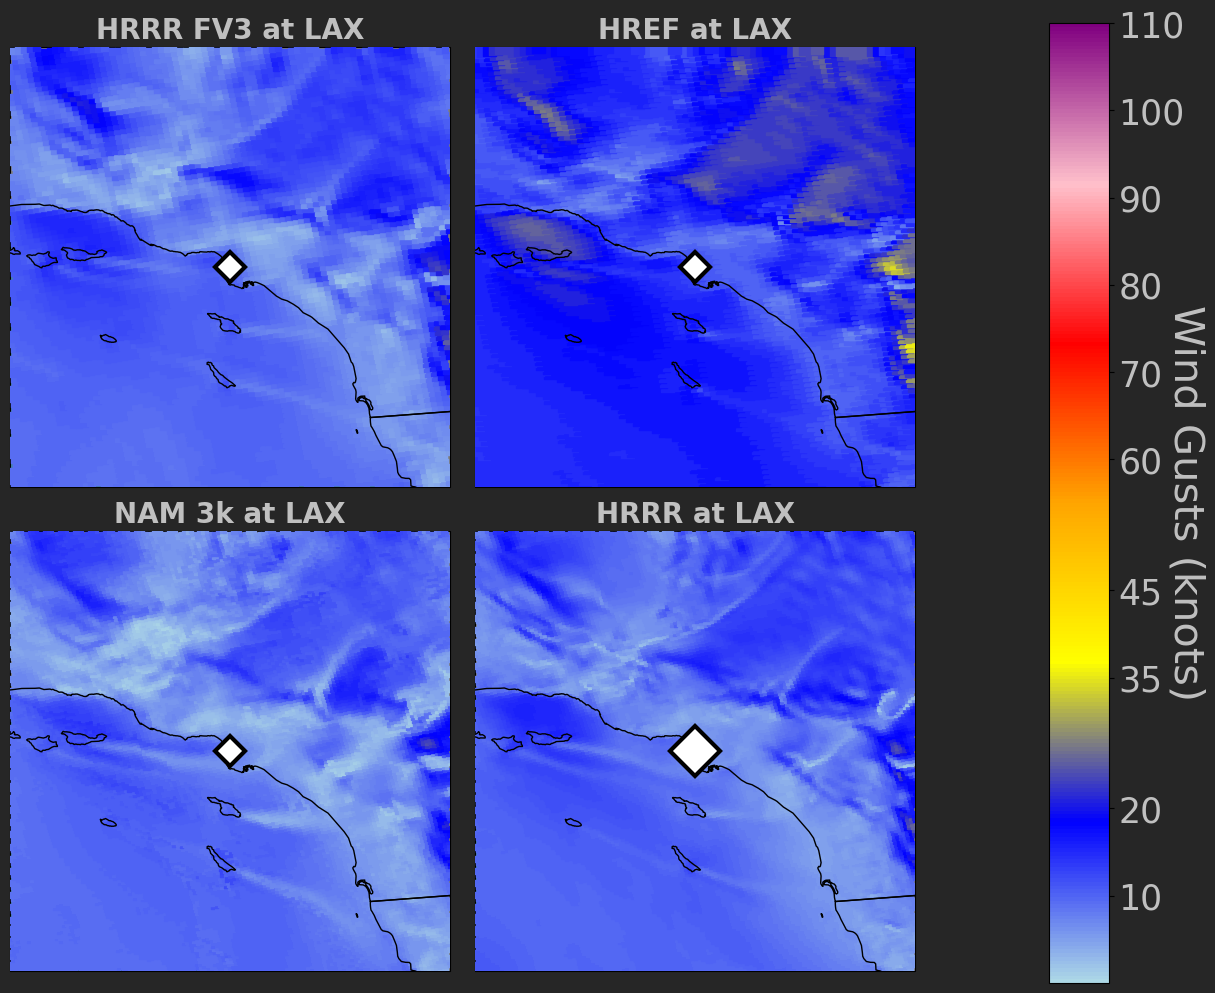 HRRR FV3 at LAX
HREF at LAX
NAM 3k at LAX
HRRR at LAX
110
100
90
80
70
60
45
35
20
10
Wind Gusts (knots)